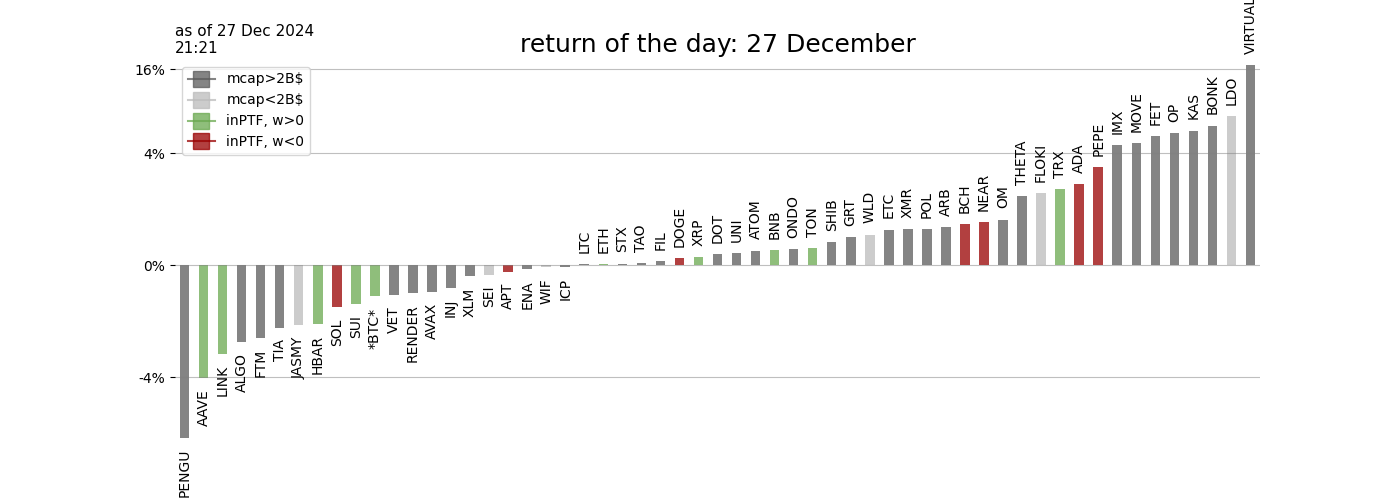 as of 27 Dec 2024
21:21
return of the day: 27 December
16%
4%
0%
-4%
mcap>2B$
mcap<2B$
inPTF, w>0
inPTF, w<0
PENGU
AAVE
LINK
ALGO
FTM
TIA
JASMY
HBAR
SOL
SUI
*BTC*
VET
RENDER
AVAX
INJ
XLM
SEI
APT
ENA
WIF
ICP
LTC
ETH
STX
TAO
FIL
DOGE
XRP
DOT
UNI
ATOM
BNB
ONDO
TON
SHIB
GRT
WLD
ETC
XMR
POL
ARB
BCH
NEAR
OM
THETA
FLOKI
TRX
ADA
PEPE
IMX
MOVE
FET
OP
KAS
BONK
LDO
VIRTUAL